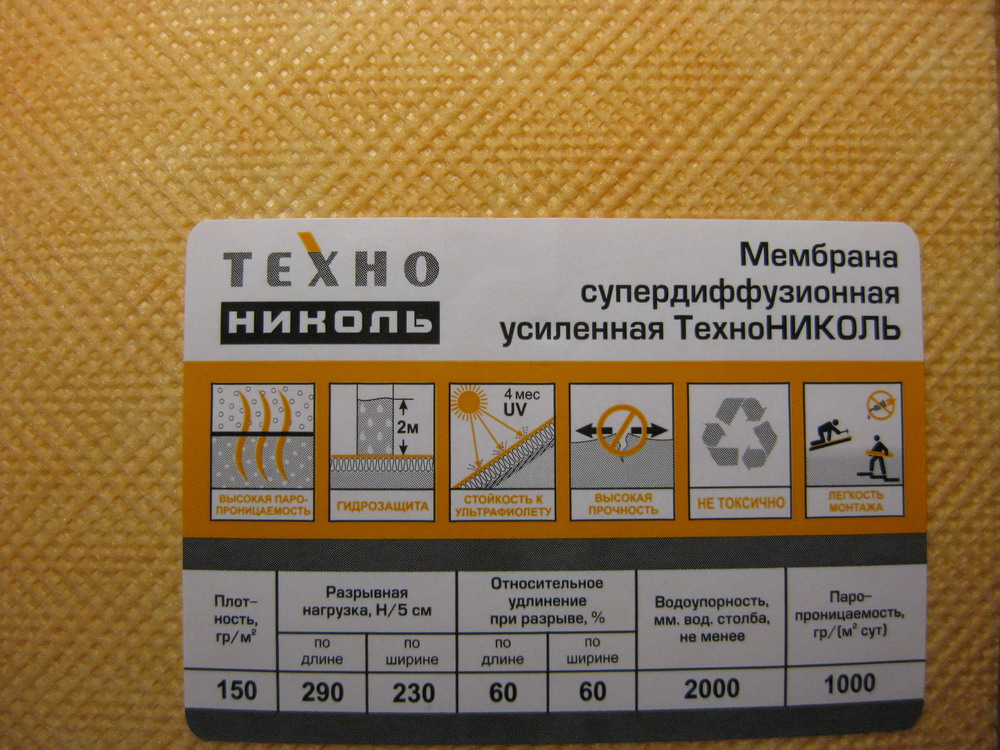 ТЕХНО
НИКОЛЬ
Мембрана
супердиффузионная
усиленная ТехноНИКОЛЬ
2м
4 мес
UV
ВЫСОКАЯ ПАРО-
ПРОНИЦАЕМОСТЬ
ГИДРОЗАЩИТА
СТОЙКОСТЬ К
УЛЬТРАФИОЛЕТУ
ВЫСОКАЯ
ПРОЧНОСТЬ
НЕ ТОКСИЧНО
ЛЕГКОСТЬ
МОНТАЖА
Плот-
ность,
гр/м²
Разрывная
нагрузка, Н/5 см
по
длине
по
ширине
Относительное
удлинение
при разрыве, %
по
длине
по
ширине
Водоупорность,
мм. вод. столба,
не менее
Паро-
проницаемость,
гр/(м² сут)
150 290 230 60 60 2000 1000